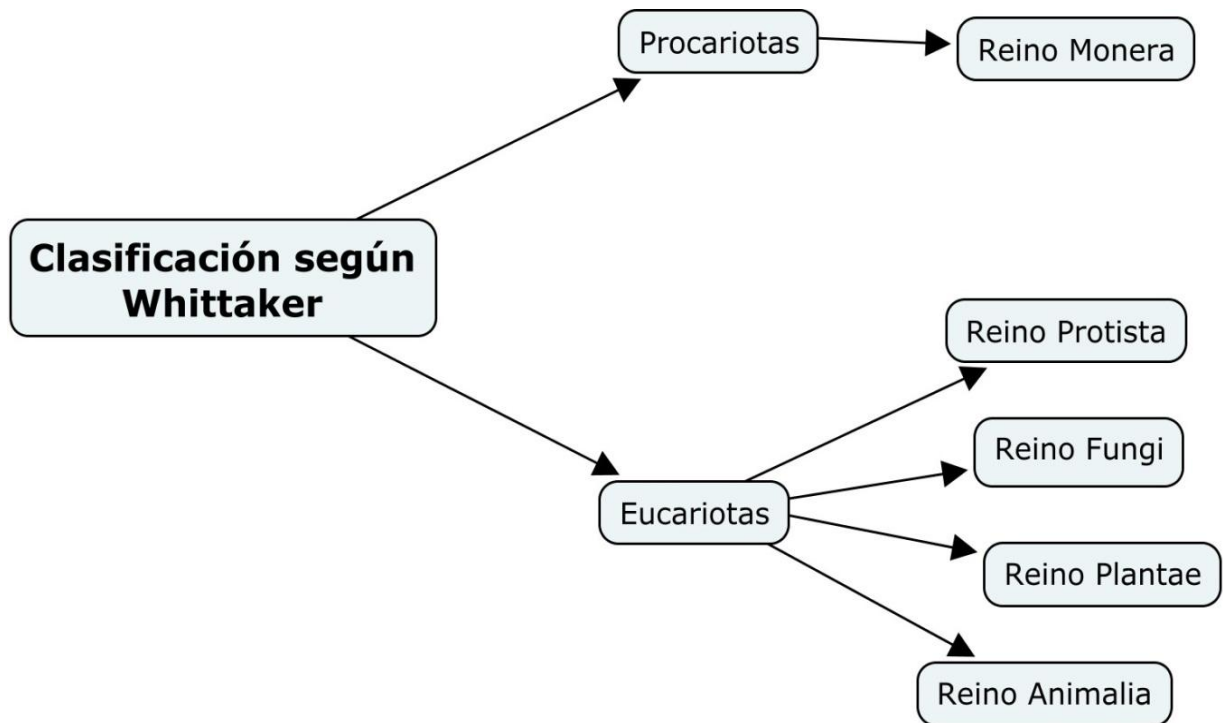 Procariotas
Reino Monera
Clasificación según
Whittaker
Reino Protista
Reino Fungi
Eucariotas
Reino Plantae
Reino Animalia